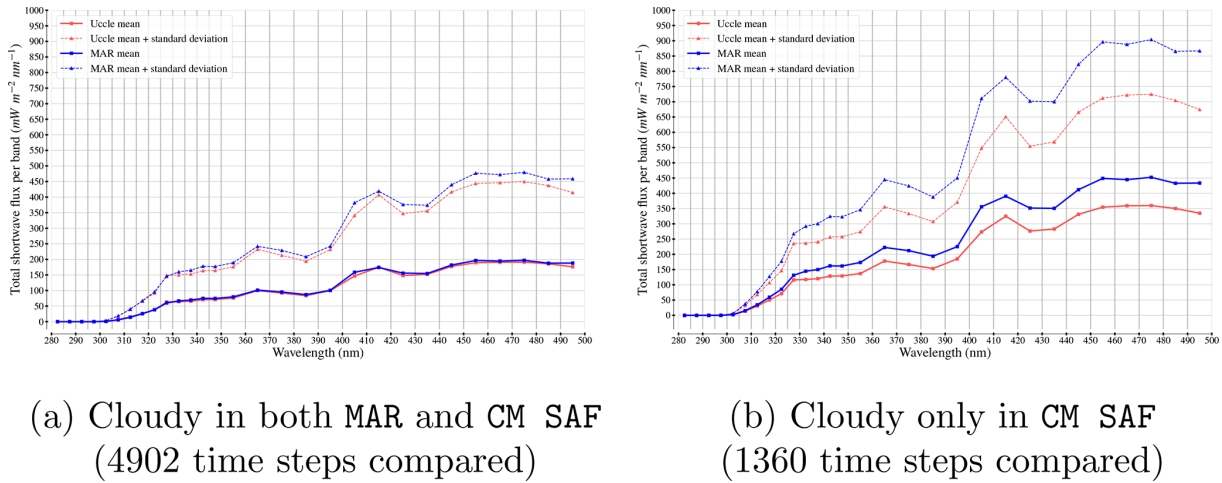 Uccle mean
Uccle mean + standard deviation
MAR mean
MAR mean + standard deviation
Total shortwave flux per band (mW m−2 nm−1)
1000
950
900
850
800
750
700
650
600
550
500
450
400
350
300
250
200
150
100
50
0
280 290 300 310 320 330 340 350 360 370 380 390 400 410 420 430 440 450 460 470 480 490 500
Wavelength (nm)
(a) Cloudy in both MAR and CM SAF
(4902 time steps compared)
Uccle mean
Uccle mean + standard deviation
MAR mean
MAR mean + standard deviation
Total shortwave flux per band (mW m−2 nm−1)
1000
950
900
850
800
750
700
650
600
550
500
450
400
350
300
250
200
150
100
50
0
280 290 300 310 320 330 340 350 360 370 380 390 400 410 420 430 440 450 460 470 480 490 500
Wavelength (nm)
(b) Cloudy only in CM SAF
(1360 time steps compared)